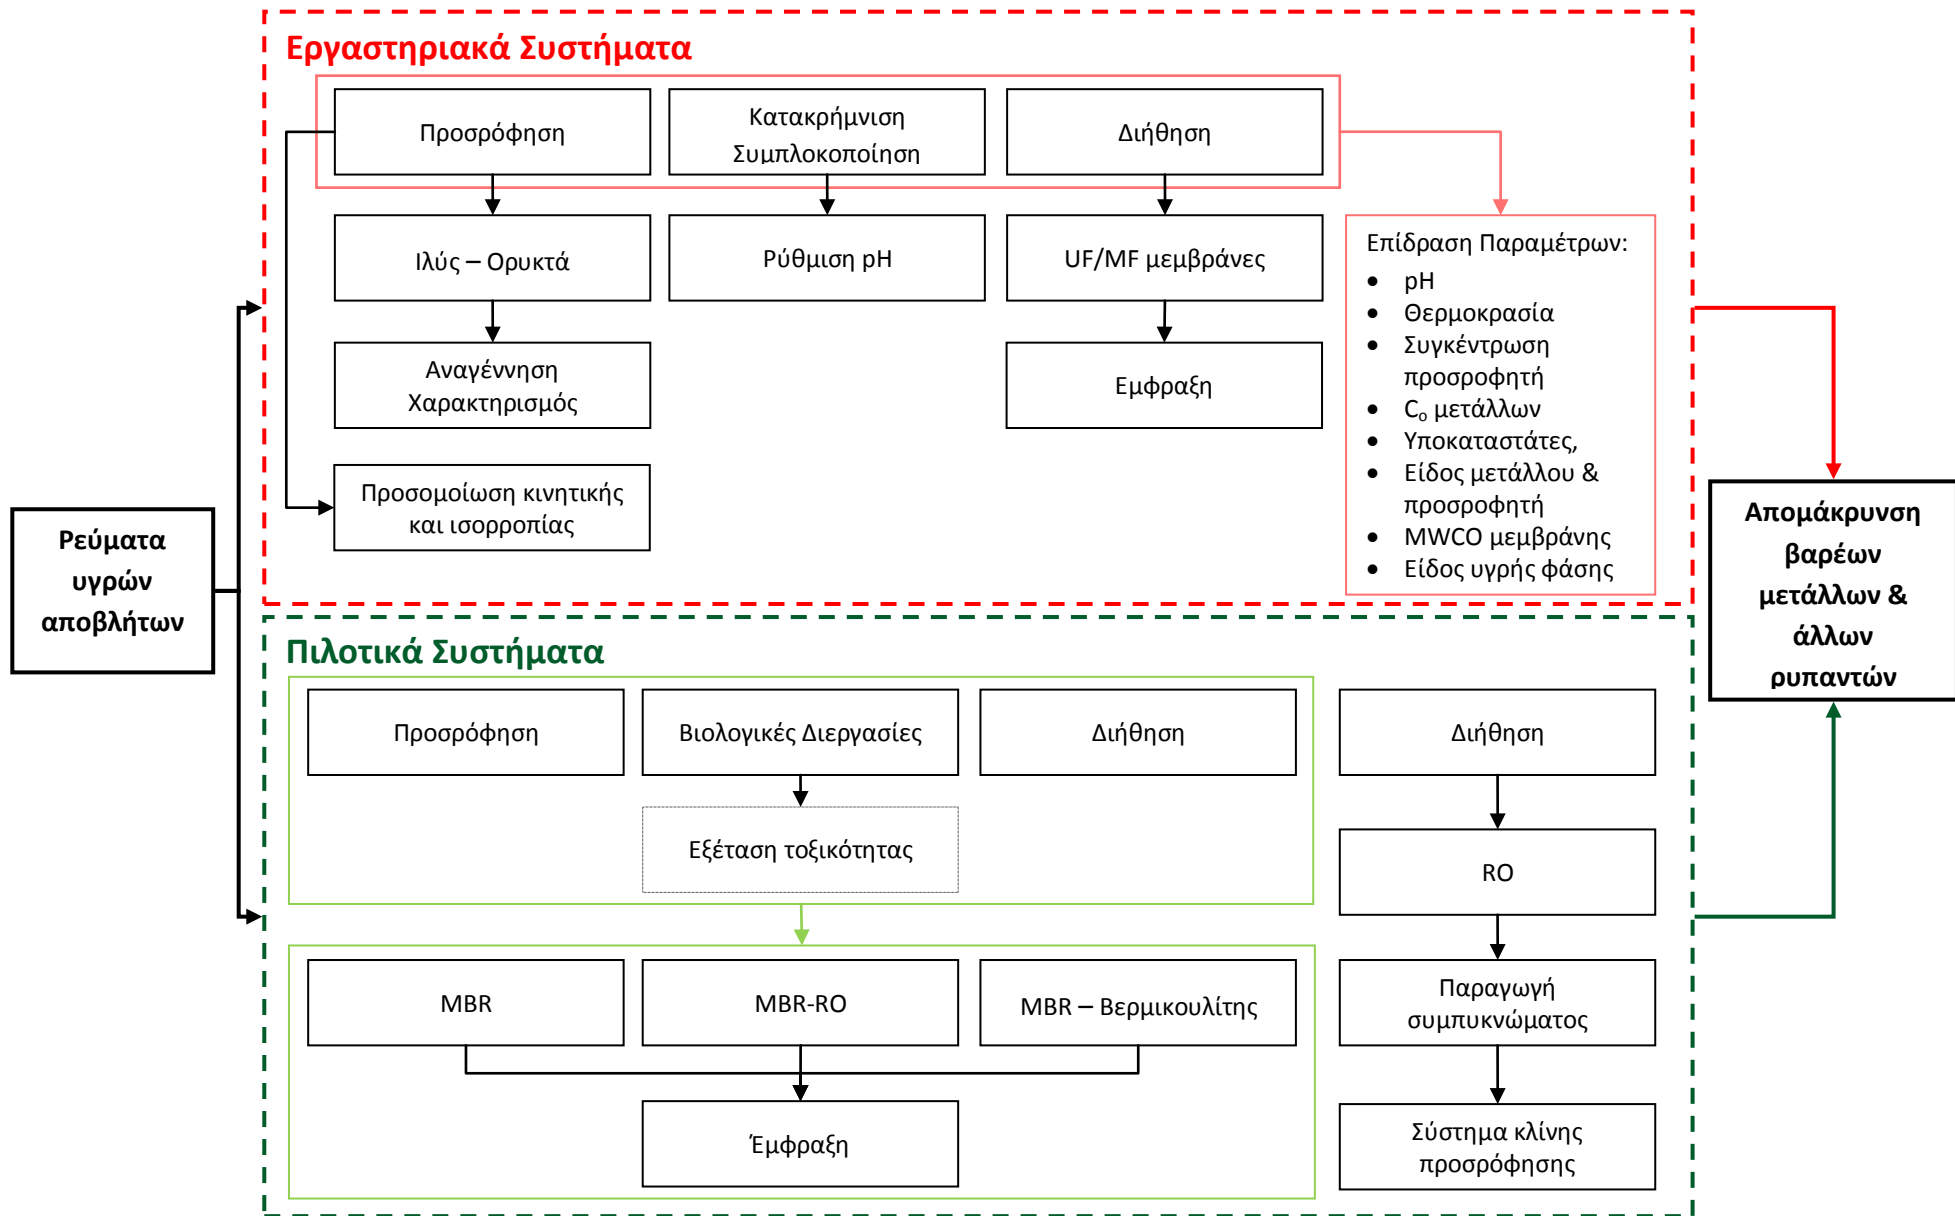 Εργαστηριακά Συστήματα
Προσρόφηση
Κατακρήμνιση
Συμπλοκοποίηση
Διήθηση
Ιλύς – Ορυκτά
Ρύθμιση pH
UF/MF μεμβράνες
Αναγέννηση
Χαρακτηρισμός
Εμφραξη
Προσομοίωση κινητικής
και ισορροπίας
Επίδραση Παραμέτρων:
• pH
• Θερμοκρασία
• Συγκέντρωση
προσροφητή
• Co μετάλλων
• Υποκαταστάτες,
• Είδος μετάλλου &
προσροφητή
• MWCO μεμβράνης
• Είδος υγρής φάσης
Ρεύματα
υγρών
αποβλήτων
Απομάκρυνση
βαρέων
μετάλλων &
άλλων
ρυπαντών
Πιλοτικά Συστήματα
Προσρόφηση
Βιολογικές Διεργασίες
Διήθηση
Διήθηση
Εξέταση τοξικότητας
RO
MBR
MBR-RO
MBR – Βερμικουλίτης
Παραγωγή
συμπυκνώματος
Έμφραξη
Σύστημα κλίνης
προσρόφησης